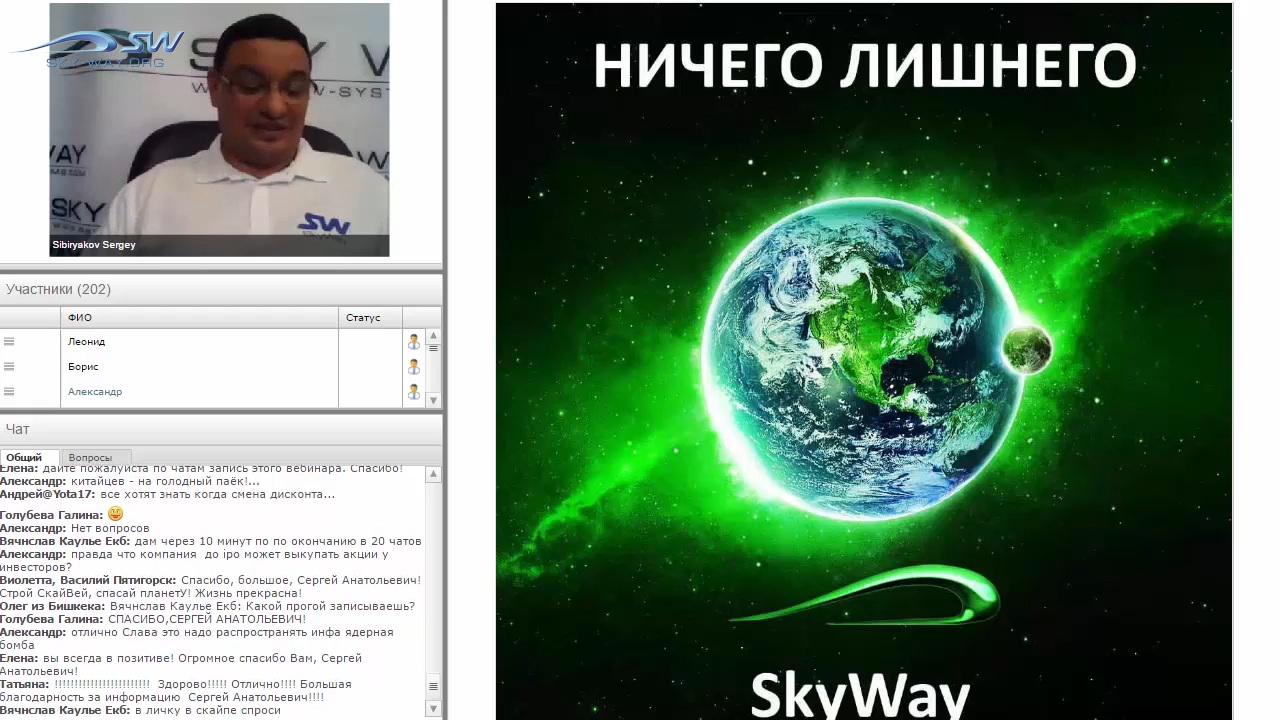 SW
SKY WAY.ORG
SKY W
WAY
SKY
SW
Sibiryakov Sergey
Участники (202)
ФИО
Статус
Леонид
Борис
Александр
Чат
Общий
Вопросы
Елена: дайте пожалуйста по чатам запись этого вебинара. Спасибо!
Александр: китайцев - на голодный паёк!...
Андрей@Yota17: все хотят знать когда смена дисконта...
Голубева Галина:
Александр: Нет вопросов
Вячнслав Каулье Екб: дам через 10 минут по по окончанию в 20 чатов
Александр: правда что компания до ipo может выкупать акции у
инвесторов?
Виолетта, Василий Пятигорск: Спасибо, большое, Сергей Анатольевич!
Строй СкайВей, спасай планетУ! Жизнь прекрасна!
Олег из Бишкека: Вячнслав Каулье Екб: Какой прогой записываешь?
Голубева Галина: СПАСИБО,СЕРГЕЙ АНАТОЛЬЕВИЧ!
Александр: отлично Слава это надо распространять инфа ядерная
бомба
Елена: вы всегда в позитиве! Огромное спасибо Вам, Сергей
Анатольевич!
Татьяна: !!!!!!!!!!!!!!!!!!!!!!!! Здорово!!!!! Отлично!!!! Большая
благодарность за информацию Сергей Анатольевич!!!!
Вячнслав Каулье Екб: в личку в скайпе спроси
НИЧЕГО ЛИШНЕГО
SkyWay